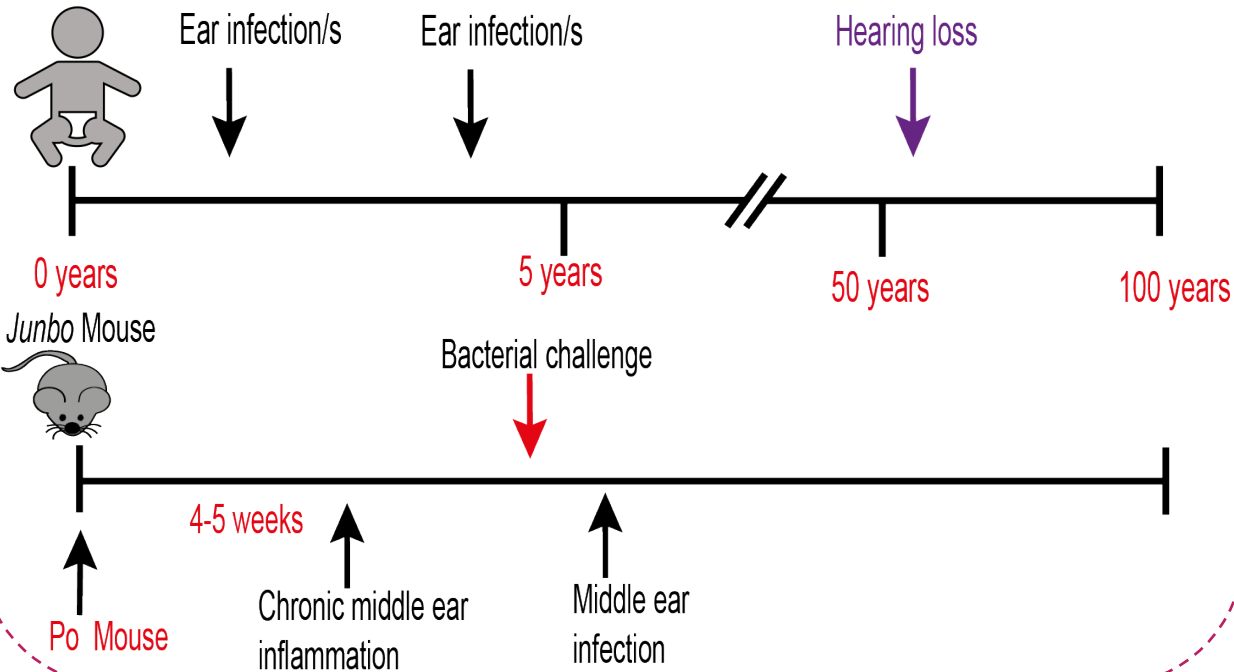 Ear infection/s
Ear infection/s
Hearing loss
0 years
5 years
50 years
100 years
Junbo Mouse
Bacterial challenge
4-5 weeks
Po Mouse
Chronic middle ear
inflammation
Middle ear
infection